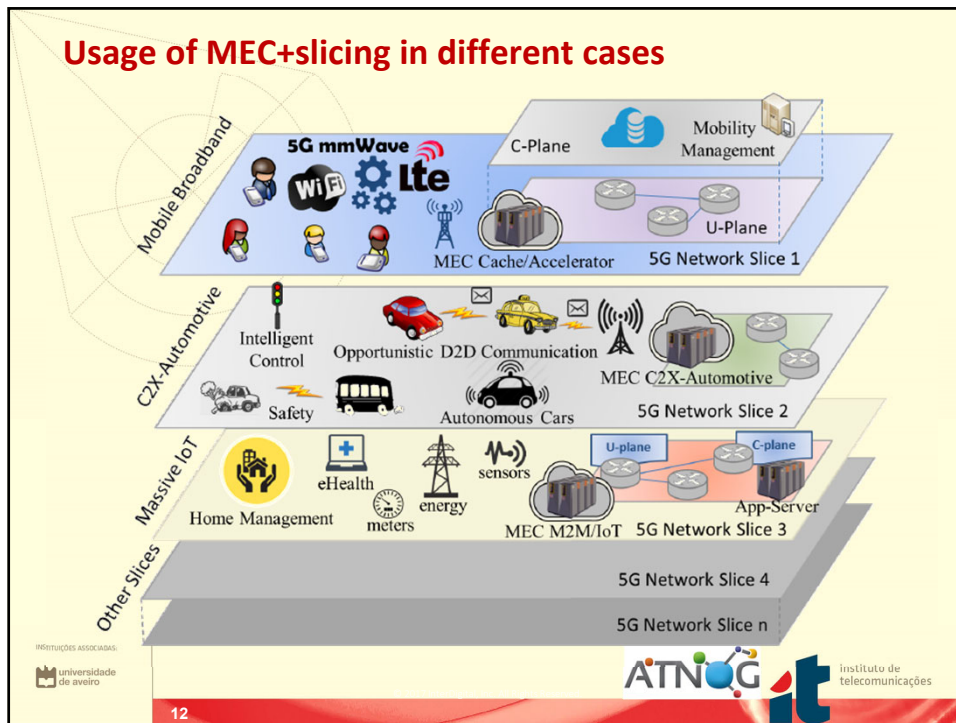 Usage of MEC+slicing in different cases
Mobile Broadband
5G mmWave
WiFi
Lte
C-Plane
Mobility
Management
U-Plane
MEC Cache/Accelerator
5G Network Slice 1
C2X-Automotive
Intelligent
Control
Opportunistic D2D Communication
MEC C2X-Automotive
Safety
Autonomous Cars
5G Network Slice 2
Massive IoT
Home Management
eHealth
meters
energy
sensors
U-plane
C-plane
MEC M2M/IoT
App-Server
5G Network Slice 3
Other Slices
5G Network Slice 4
5G Network Slice n
INSTITUIÇÕES ASSOCIADAS:
universidade
de aveiro
ATNOG
it
instituto de
telecomunicações
12